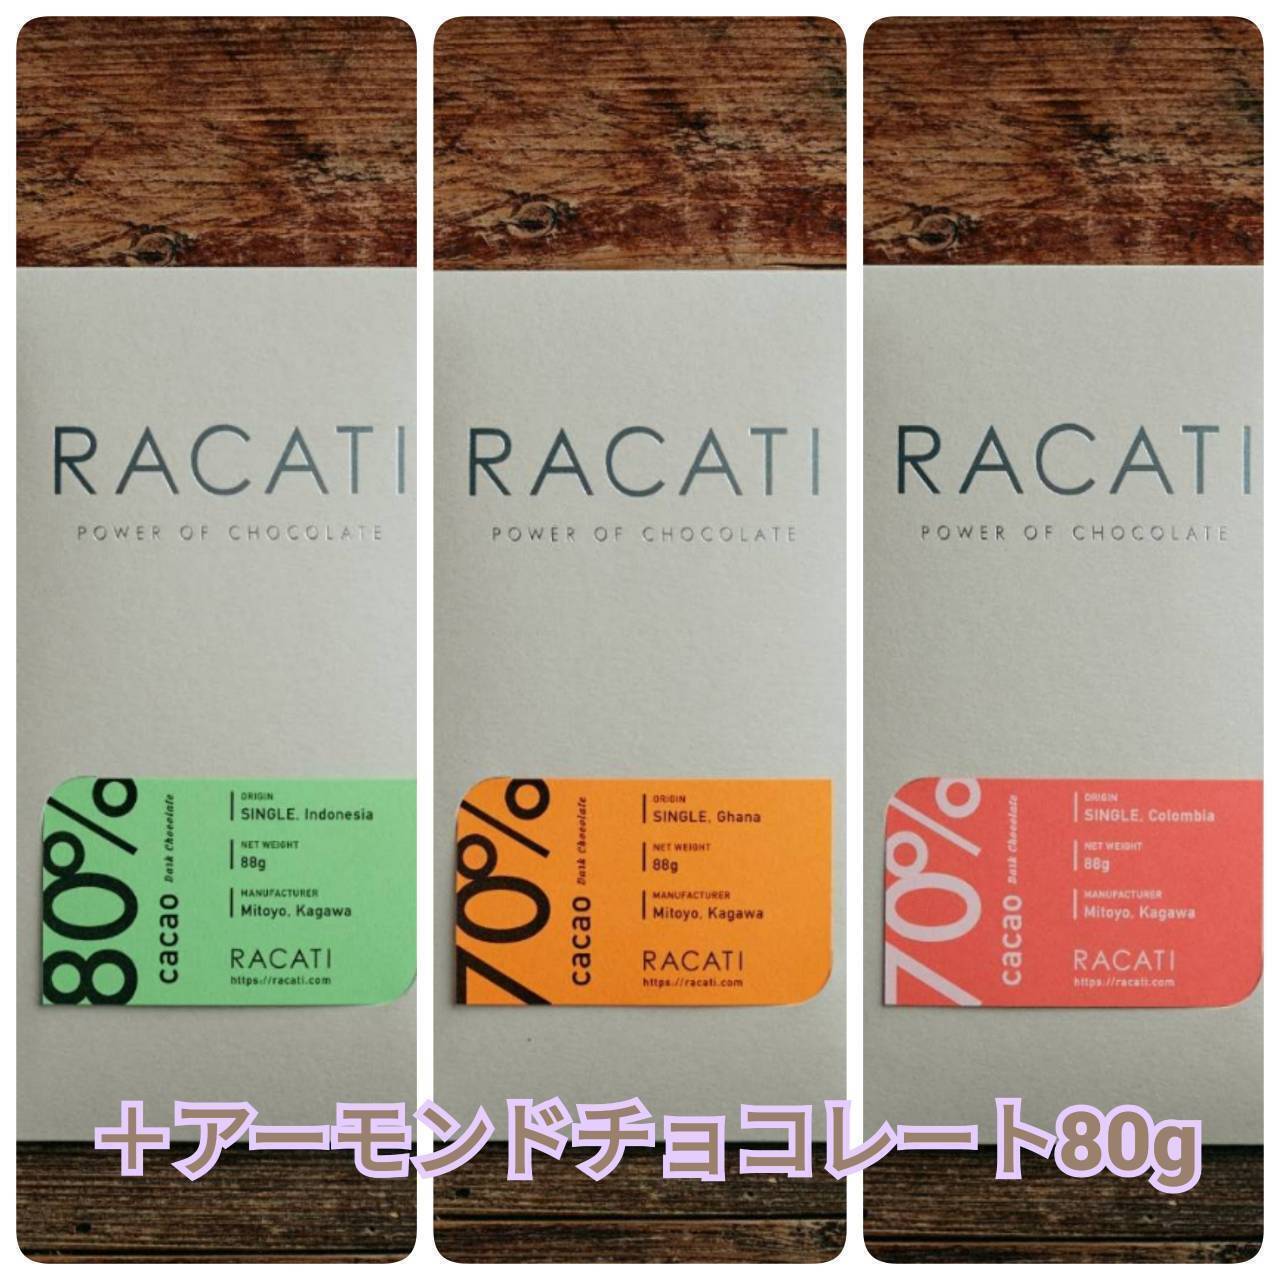 RACATI
POWER OF CHOCOLATE
80%
cacao Dark Chocolate
ORIGIN
SINGLE, Indonesia
NET WEIGHT
88g
MANUFACTURER
Mitoyo, Kagawa
RACATI
https://racati.com
RACATI
POWER OF CHOCOLATE
70%
cacao Dark Chocolate
ORIGIN
SINGLE, Ghana
NET WEIGHT
88g
MANUFACTURER
Mitoyo, Kagawa
RACATI
https://racati.com
RACATI
POWER OF CHOCOLATE
70%
cacao Dark Chocolate
ORIGIN
SINGLE, Colombia
NET WEIGHT
88g
MANUFACTURER
Mitoyo, Kagawa
RACATI
https://racati.com
＋アーモンドチョコレート80g